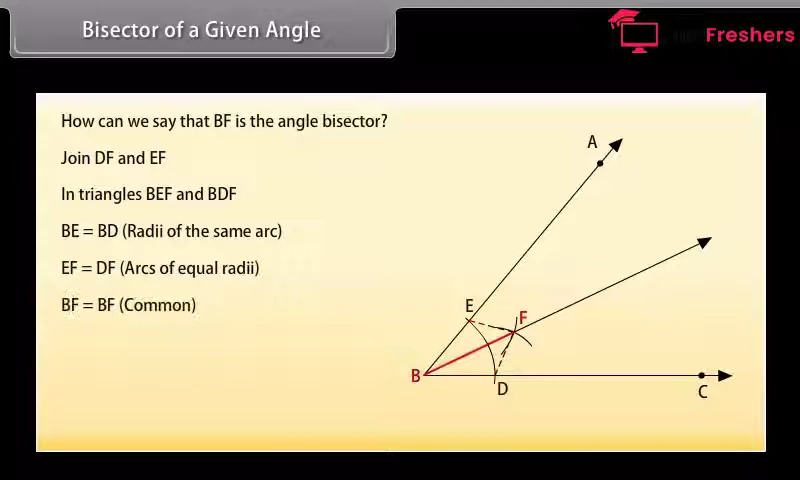 Bisector of a Given Angle
Freshers
How can we say that BF is the angle bisector?
Join DF and EF
In triangles BEF and BDF
BE = BD (Radii of the same arc)
EF = DF (Arcs of equal radii)
BF = BF (Common)
A
E
F
B
D
C